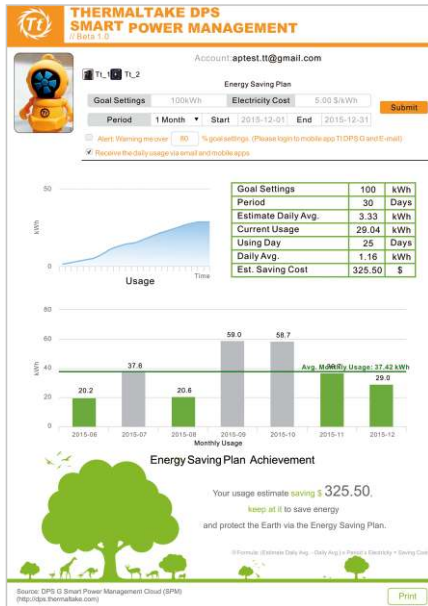 THERMALTAKE DPS
SMART POWER MANAGEMENT
// Beta 1.0
Tt
Account:aptest.tt@gmail.com
Tt_1 Tt_2
Energy Saving Plan
Goal Settings 100kWh Electricity Cost 5.00 $/kWh
Submit
Period 1 Month ▼ Start 2015-12-01 End 2015-12-31
Alert: Warning me over 80 % goal settings. (Please login to mobile app Tt DPS G and E-mail)
Receive the daily usage via email and mobile apps
50
kWh
0
Time
Usage
Goal Settings 100 kWh
Period 30 Days
Estimate Daily Avg. 3.33 kWh
Current Usage 29.04 kWh
Using Day 25 Days
Daily Avg. 1.16 kWh
Est. Saving Cost 325.50 $
80
60
kWh
40
20
0
20.2
37.6
20.6
59.0
58.7
29.0
Avg. Monthly Usage: 37.42 kWh
2015-06 2015-07 2015-08 2015-09 2015-10 2015-11 2015-12
Monthly Usage
Energy Saving Plan Achievement
Your usage estimate saving $ 325.50,
keep at it to save energy
and protect the Earth via the Energy Saving Plan.
Source: DPS G Smart Power Management Cloud (SPM)
(http://dps.thermaltake.com)
Print